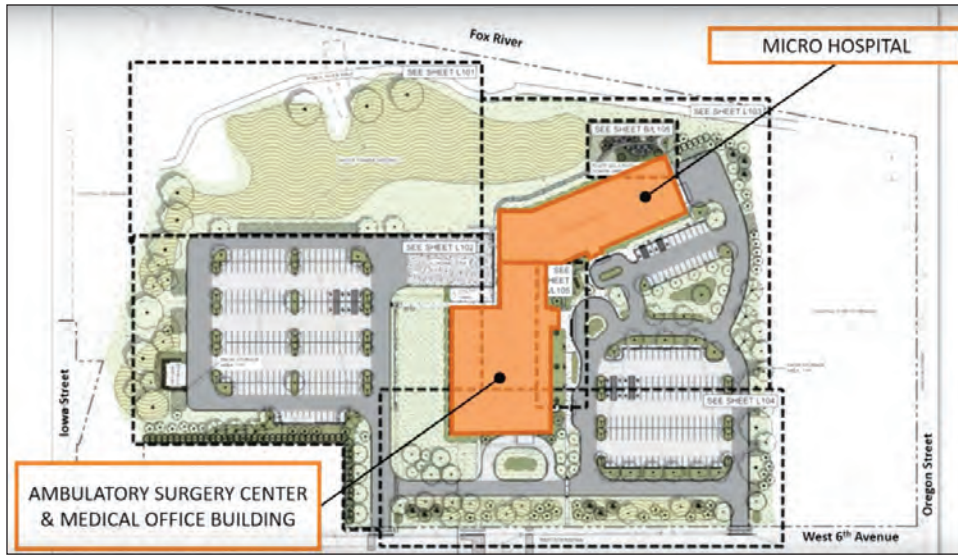 Fox River
MICRO HOSPITAL
SEE SHEET L101
SEE SHEET L103
SEE SHEET B/L105
SEE SHEET L102
SEE
SHEET
SEE SHEET L104
Iowa Street
Oregon Street
AMBULATORY SURGERY CENTER
& MEDICAL OFFICE BUILDING
West 6th Avenue